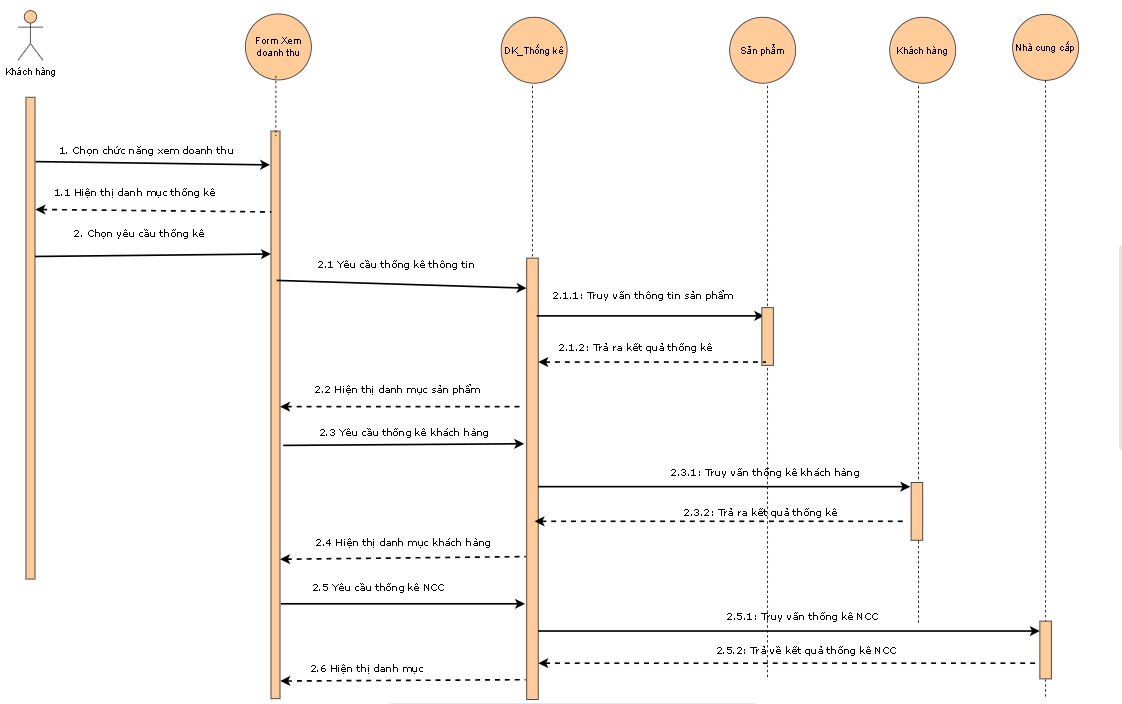 Khách hàng
Form Xem
doanh thu
DK_Thống kê
Sản phẩm
Khách hàng
Nhà cung cấp
1. Chọn chức năng xem doanh thu
1.1 Hiện thị danh mục thống kê
2. Chọn yêu cầu thống kê
2.1 Yêu cầu thống kê thông tin
2.1.1: Truy vấn thông tin sản phẩm
2.1.2: Trả ra kết quả thống kê
2.2 Hiện thị danh mục sản phẩm
2.3 Yêu cầu thống kê khách hàng
2.3.1: Truy vấn thống kê khách hàng
2.3.2: Trả ra kết quả thống kê
2.4 Hiện thị danh mục khách hàng
2.5 Yêu cầu thống kê NCC
2.5.1: Truy vấn thống kê NCC
2.5.2: Trả về kết quả thống kê NCC
2.6 Hiện thị danh mục